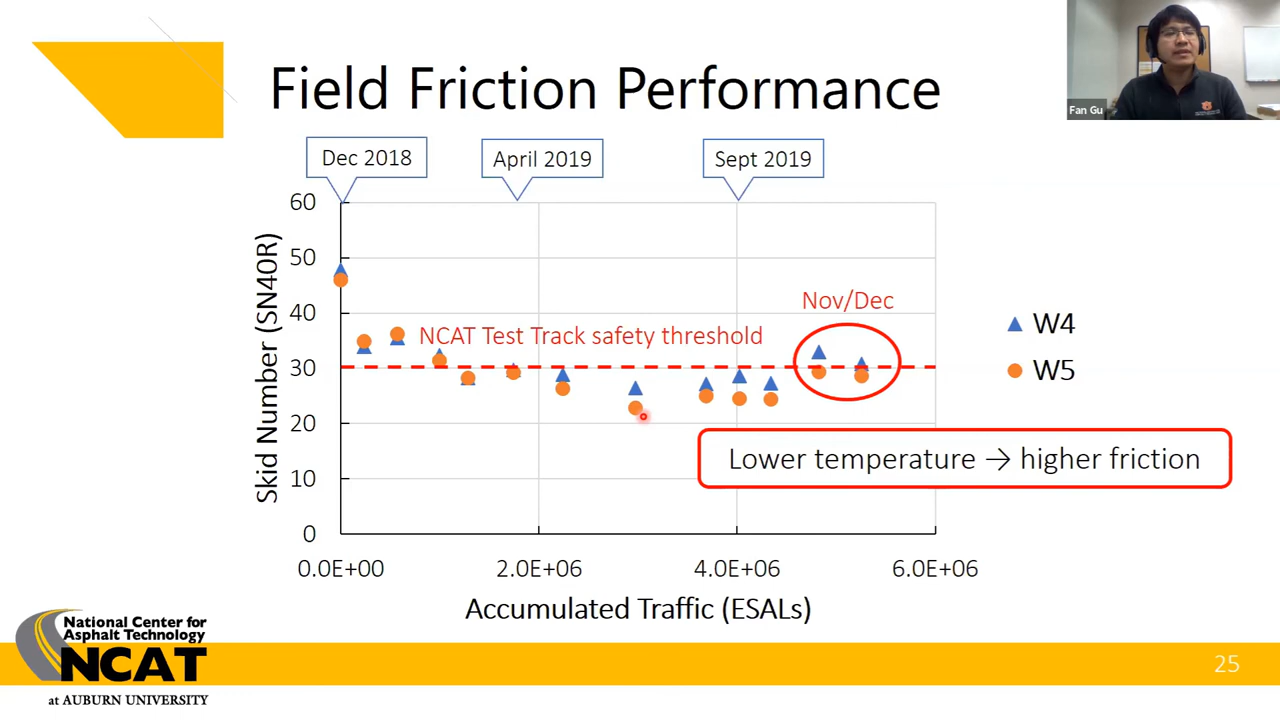 Field Friction Performance
Fan Gu
Dec 2018
April 2019
Sept 2019
60
50
40
30
20
10
0
Skid Number (SN40R)
Nov/Dec
NCAT Test Track safety threshold
W4
W5
Lower temperature → higher friction
0.0E+00
2.0E+06
4.0E+06
6.0E+06
Accumulated Traffic (ESALs)
National Center for
Asphalt Technology
NCAT
at AUBURN UNIVERSITY
25